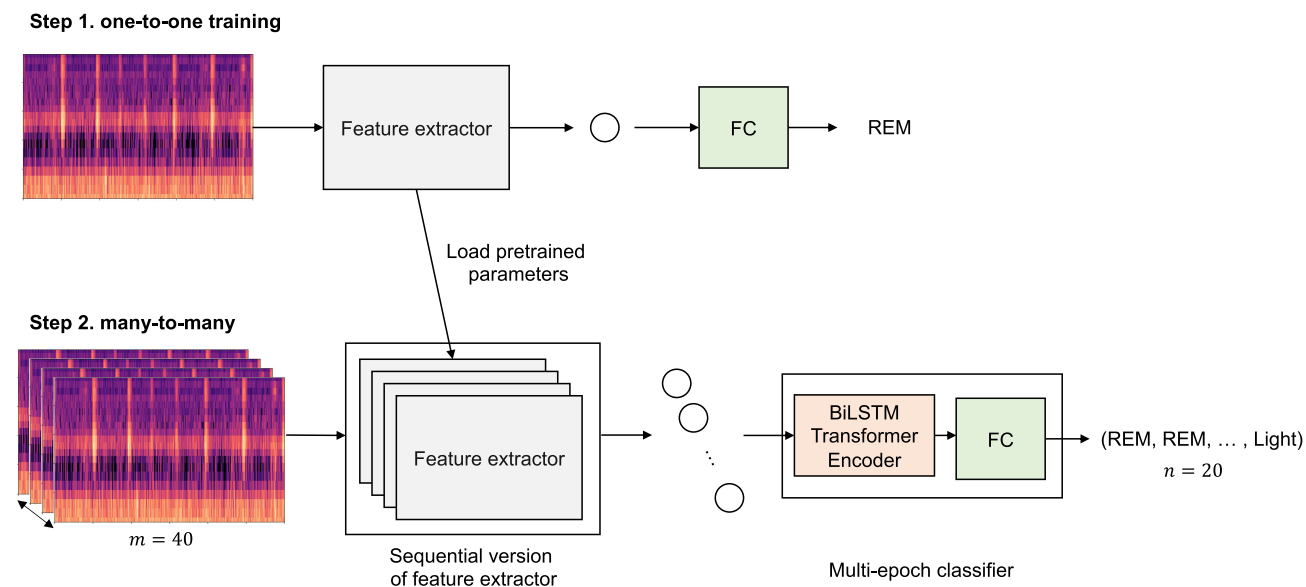 Step 1. one-to-one training
Feature extractor
FC
REM
Load pretrained
parameters
Step 2. many-to-many
Feature extractor
BiLSTM
Transformer
Encoder
FC
(REM, REM, … , Light)
n = 20
m = 40
Sequential version
of feature extractor
Multi-epoch classifier